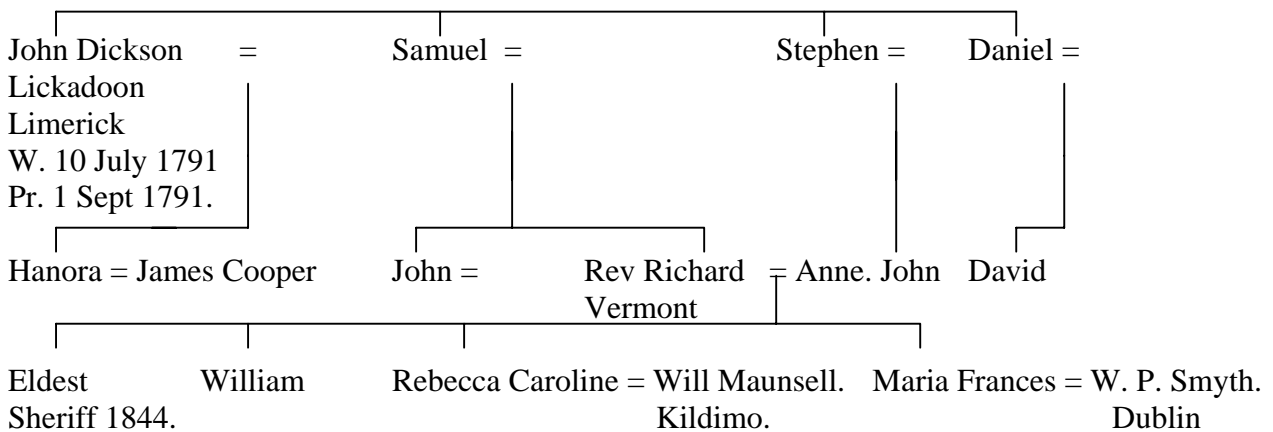 John Dickson = Samuel = Stephen = Daniel =
Lickadoon
Limerick
W. 10 July 1791
Pr. 1 Sept 1791.
Hanora = James Cooper John = Rev Richard = Anne. John David
Vermont
Eldest William Rebecca Caroline = Will Maunsell. Maria Frances = W. P. Smyth.
Sheriff 1844. Kildimo. Dublin